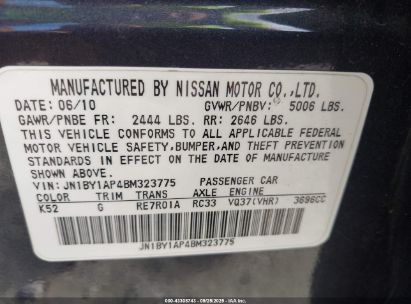 MANUFACTURED BY NISSAN MOTOR CO., LTD.
DATE: 06/10 GVWR/PNBV: 5006 LBS.
GAWR/PNBE FR: 2444 LBS. RR: 2646 LBS.
THIS VEHICLE CONFORMS TO ALL APPLICABLE FEDERAL
MOTOR VEHICLE SAFETY, BUMPER, AND THEFT PREVENTION
STANDARDS IN EFFECT ON THE DATE OF MANUFACTURE
SHOWN ABOVE.
VIN: JN1BY1AP4BM323775 PASSENGER CAR
COLOR TRIM TRANS AXLE ENGINE
K52 G RE7R01A RC33 VQ37(VHR) 3696CC
JN1BY1AP4BM323775